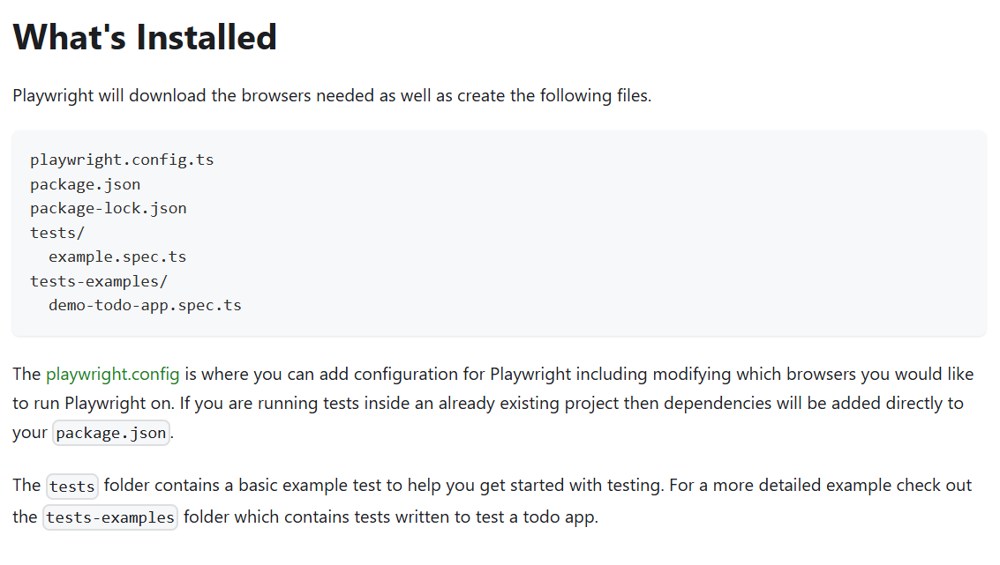 What's Installed
Playwright will download the browsers needed as well as create the following files.
playwright.config.ts
package.json
package-lock.json
tests/
  example.spec.ts
tests-examples/
  demo-todo-app.spec.ts
The playwright.config is where you can add configuration for Playwright including modifying which browsers you would like
to run Playwright on. If you are running tests inside an already existing project then dependencies will be added directly to
your package.json.
The tests folder contains a basic example test to help you get started with testing. For a more detailed example check out
the tests-examples folder which contains tests written to test a todo app.